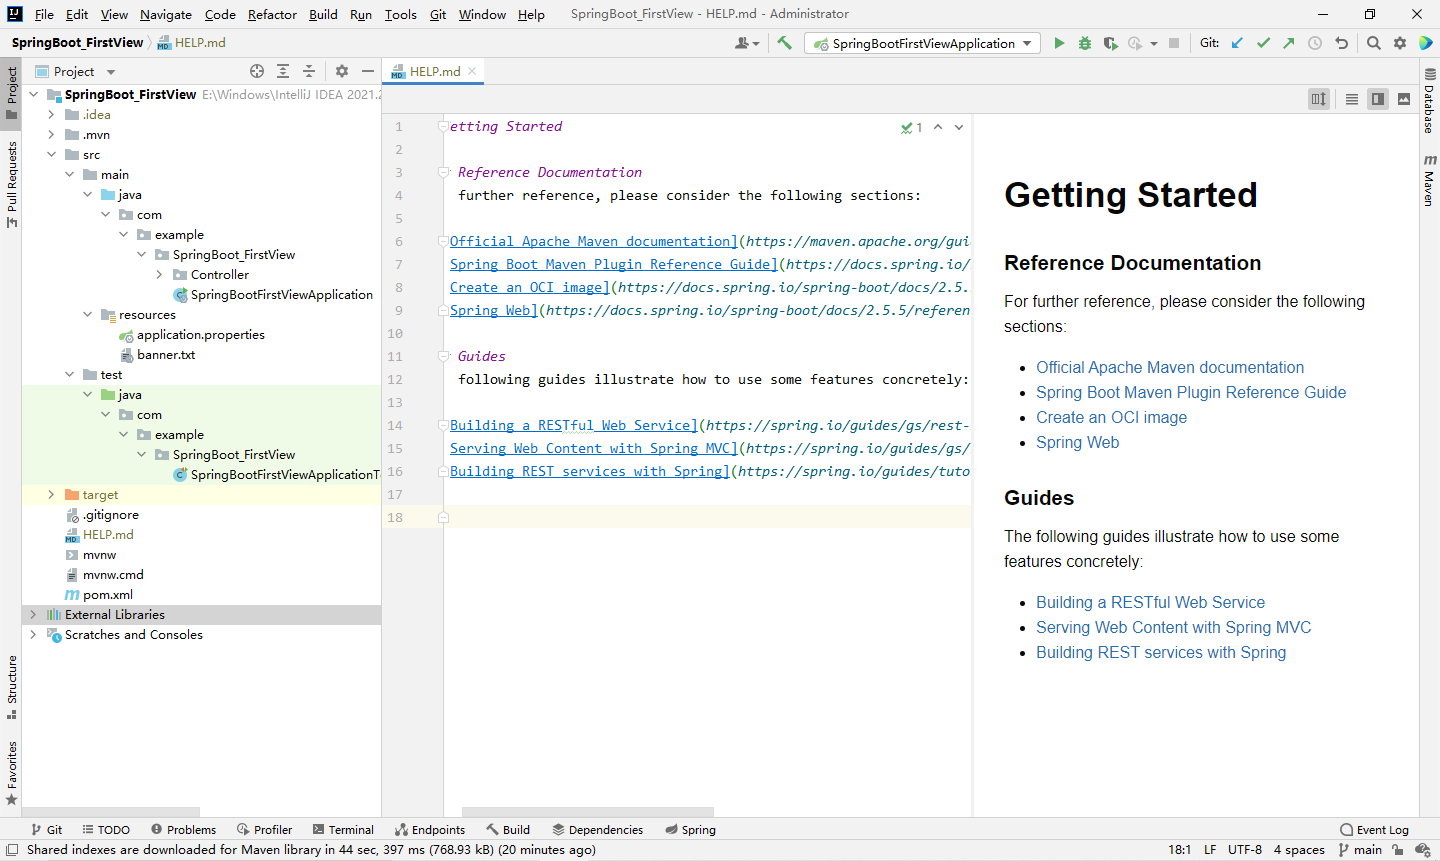 File Edit View Navigate Code Refactor Build Run Tools Git Window Help SpringBoot_FirstView - HELP.md - Administrator
SpringBoot_FirstView HELP.md SpringBootFirstViewApplication Git:
Project HELP.md
SpringBoot_FirstView E:\Windows\IntelliJ IDEA 2021.2
.idea
.mvn
src
main
java
com
example
SpringBoot_FirstView
Controller
SpringBootFirstViewApplication
resources
application.properties
banner.txt
test
java
com
example
SpringBoot_FirstView
SpringBootFirstViewApplicationT
target
.gitignore
HELP.md
mvnw
mvnw.cmd
pom.xml
External Libraries
Scratches and Consoles
Project
Pull Requests
Structure
Favorites
1 etting Started
2
3 Reference Documentation
4 further reference, please consider the following sections:
5
6 Official Apache Maven documentation](https://maven.apache.org/gui
7 Spring Boot Maven Plugin Reference Guide](https://docs.spring.io/
8 Create an OCI image](https://docs.spring.io/spring-boot/docs/2.5.
9 Spring Web](https://docs.spring.io/spring-boot/docs/2.5.5/referen
10
11 Guides
12 following guides illustrate how to use some features concretely:
13
14 Building a RESTful Web Service](https://spring.io/guides/gs/rest-
15 Serving Web Content with Spring MVC](https://spring.io/guides/gs/
16 Building REST services with Spring](https://spring.io/guides/tuto
17
18
1
Getting Started
Reference Documentation
For further reference, please consider the following
sections:
• Official Apache Maven documentation
• Spring Boot Maven Plugin Reference Guide
• Create an OCI image
• Spring Web
Guides
The following guides illustrate how to use some
features concretely:
• Building a RESTful Web Service
• Serving Web Content with Spring MVC
• Building REST services with Spring
Database
Maven
Git TODO Problems Profiler Terminal Endpoints Build Dependencies Spring Event Log
Shared indexes are downloaded for Maven library in 44 sec, 397 ms (768.93 kB) (20 minutes ago) 18:1 LF UTF-8 4 spaces main